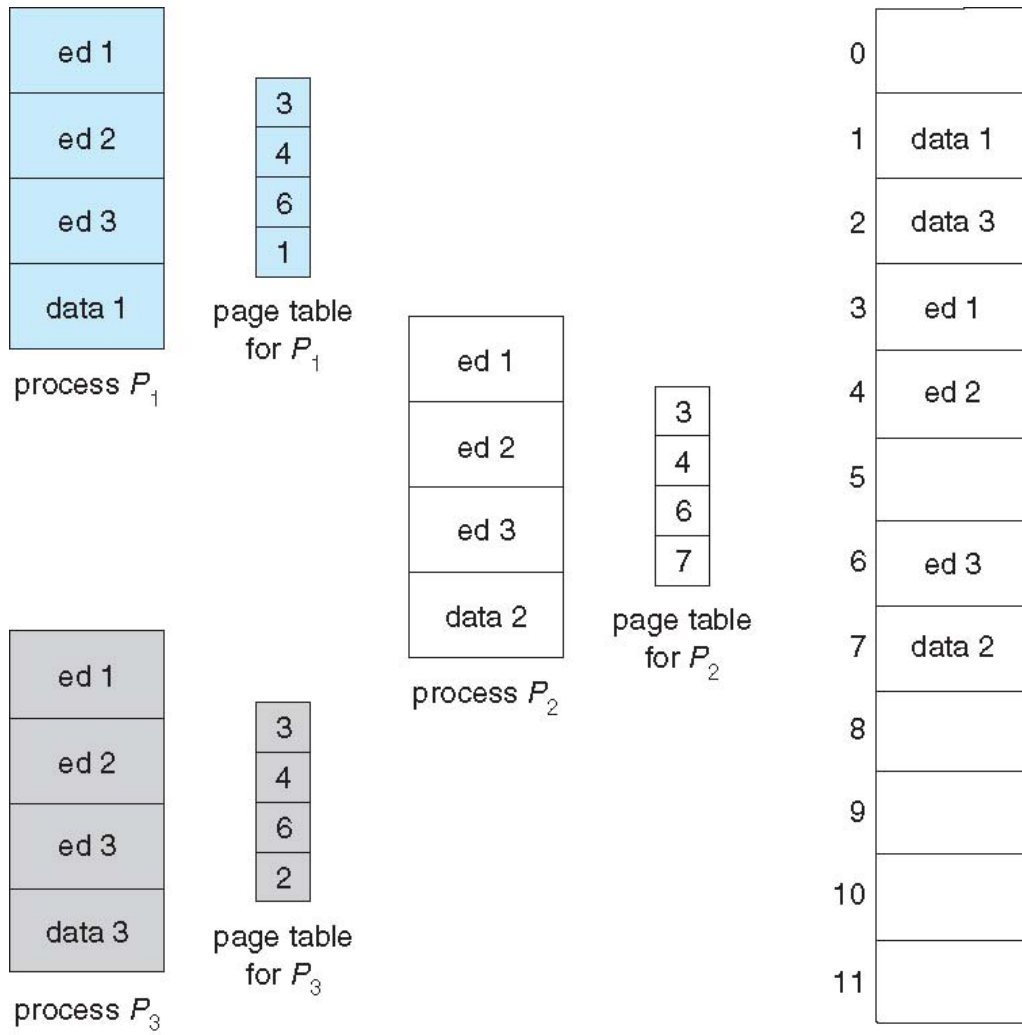 ed 1
ed 2
ed 3
data 1
process P1
3
4
6
1
page table
for P1
ed 1
ed 2
ed 3
data 2
process P2
3
4
6
7
page table
for P2
ed 1
ed 2
ed 3
data 3
process P3
3
4
6
2
page table
for P3
0
1 data 1
2 data 3
3 ed 1
4 ed 2
5
6 ed 3
7 data 2
8
9
10
11